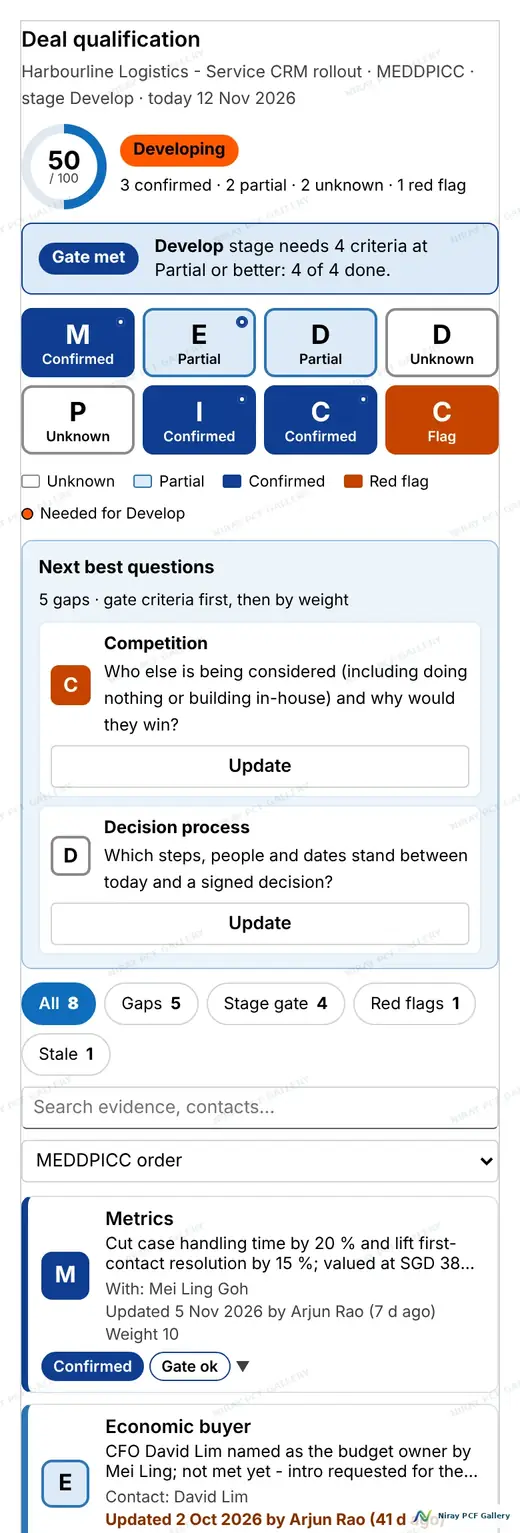 Deal qualification
Harbourline Logistics - Service CRM rollout · MEDDPICC ·
stage Develop · today 12 Nov 2026
50
/ 100
Developing
3 confirmed · 2 partial · 2 unknown · 1 red flag
Gate met
Develop stage needs 4 criteria at
Partial or better: 4 of 4 done.
M
Confirmed
E
Partial
D
Partial
D
Unknown
P
Unknown
I
Confirmed
C
Confirmed
C
Flag
Unknown
Partial
Confirmed
Red flag
Needed for Develop
Next best questions
5 gaps · gate criteria first, then by weight
Competition
C
Who else is being considered (including doing
nothing or building in-house) and why would
they win?
Update
Decision process
D
Which steps, people and dates stand between
today and a signed decision?
Update
All 8
Gaps 5
Stage gate 4
Red flags 1
Stale 1
Search evidence, contacts...
MEDDPICC order
Metrics
M
Cut case handling time by 20 % and lift first-
contact resolution by 15 %; valued at SGD 38...
With: Mei Ling Goh
Updated 5 Nov 2026 by Arjun Rao (7 d ago)
Weight 10
Confirmed
Gate ok ▼
Economic buyer
E
CFO David Lim named as the budget owner by
Mei Ling; not met yet - intro requested for the...
Contact: David Lim
Updated 2 Oct 2026 by Arjun Rao (41 d ago)
Niray PCF Gallery
NIRAY PCF GALLERY